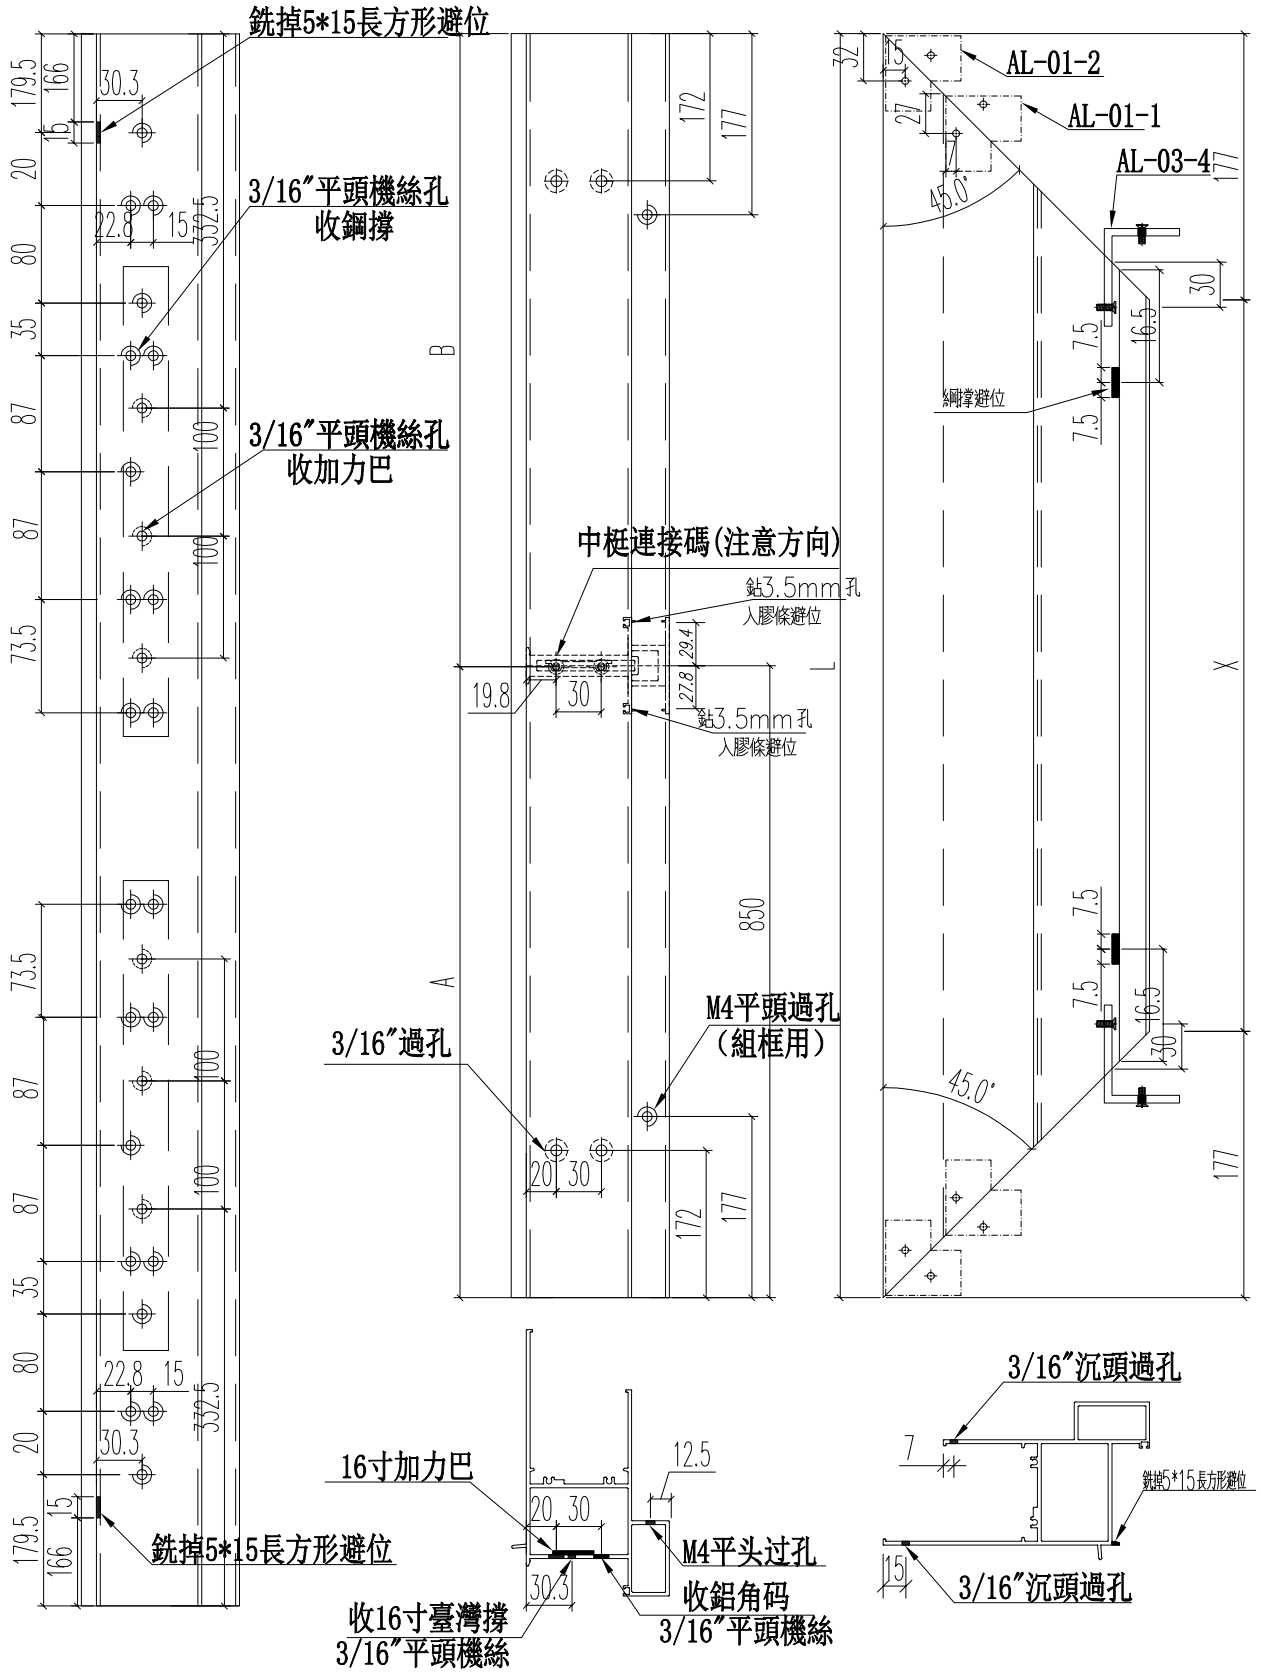 銑掉5*15長方形避位
179.5
166
30.3
15
20
3/16"平頭機絲孔
收鋼撐
22.8
15
332.5
80
35
87
100
3/16"平頭機絲孔
收加力巴
87
100
73.5
73.5
100
87
100
87
35
80
22.8
15
332.5
20
30.3
15
179.5
166
銑掉5*15長方形避位
172
177
B
中梃連接碼(注意方向)
鉆3.5mm孔
入膠條避位
29.4
27.8
19.8
30
鉆3.5mm孔
入膠條避位
L
850
A
M4平頭過孔
（組框用）
3/16"過孔
20
30
172
177
32
5
AL-01-2
27
AL-01-1
7
45.0°
AL-03-4
177
30
7.5
16.5
7.5
綱撑避位
X
7.5
7.5
16.5
30
45.0°
177
16寸加力巴
20
30
12.5
30.3
M4平头过孔
收鋁角码
3/16"平頭機絲
收16寸臺灣撐
3/16"平頭機絲
3/16"沉頭過孔
7
銑掉5*15長方形避位
15
3/16"沉頭過孔